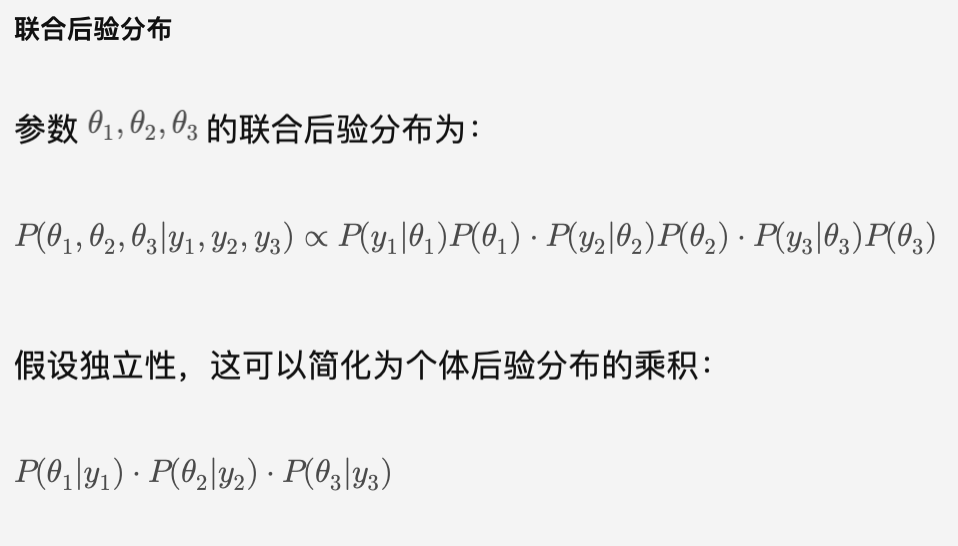 联合后验分布
参数 θ₁, θ₂, θ₃ 的联合后验分布为：
P(θ₁, θ₂, θ₃|y₁, y₂, y₃) ∝ P(y₁|θ₁)P(θ₁) · P(y₂|θ₂)P(θ₂) · P(y₃|θ₃)P(θ₃)
假设独立性，这可以简化为个体后验分布的乘积：
P(θ₁|y₁) · P(θ₂|y₂) · P(θ₃|y₃)